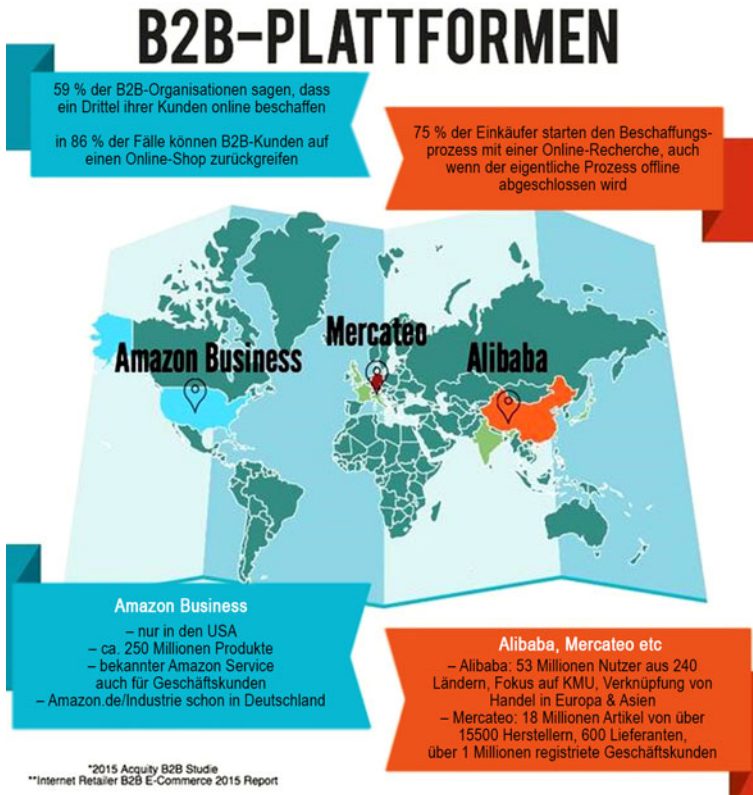 B2B-PLATTFORMEN
59 % der B2B-Organisationen sagen, dass
ein Drittel ihrer Kunden online beschaffen
in 86 % der Fälle können B2B-Kunden auf
einen Online-Shop zurückgreifen
75 % der Einkäufer starten den Beschaffungs-
prozess mit einer Online-Recherche, auch
wenn der eigentliche Prozess offline
abgeschlossen wird
Mercateo
Amazon Business
Alibaba
Amazon Business
– nur in den USA
– ca. 250 Millionen Produkte
– bekannter Amazon Service
auch für Geschäftskunden
– Amazon.de/Industrie schon in Deutschland
Alibaba, Mercateo etc
– Alibaba: 53 Millionen Nutzer aus 240
Ländern, Fokus auf KMU, Verknüpfung von
Handel in Europa & Asien
– Mercateo: 18 Millionen Artikel von über
15500 Herstellern, 600 Lieferanten,
über 1 Millionen registriete Geschäftskunden
*2015 Acquity B2B Studie
**Internet Retailer B2B E-Commerce 2015 Report